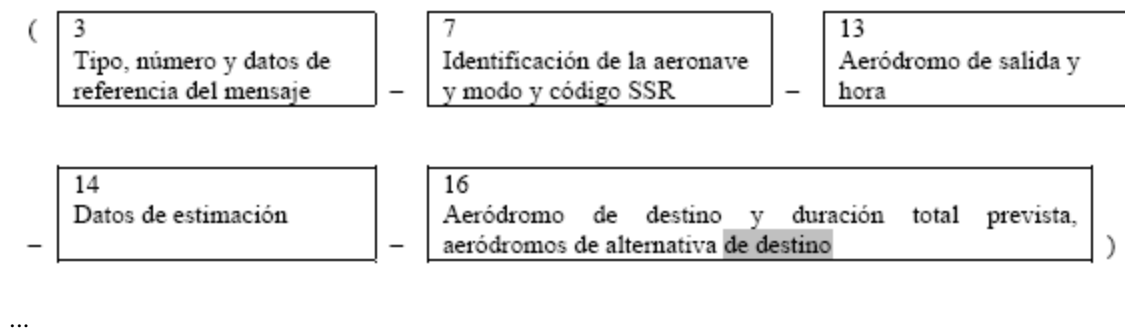 ( 3 7 13
Tipo, número y datos de Identificación de la aeronave Aeródromo de salida y
referencia del mensaje – y modo y código SSR – hora
14 16
Datos de estimación Aeródromo de destino y duración total prevista,
– – aeródromos de alternativa de destino )
...